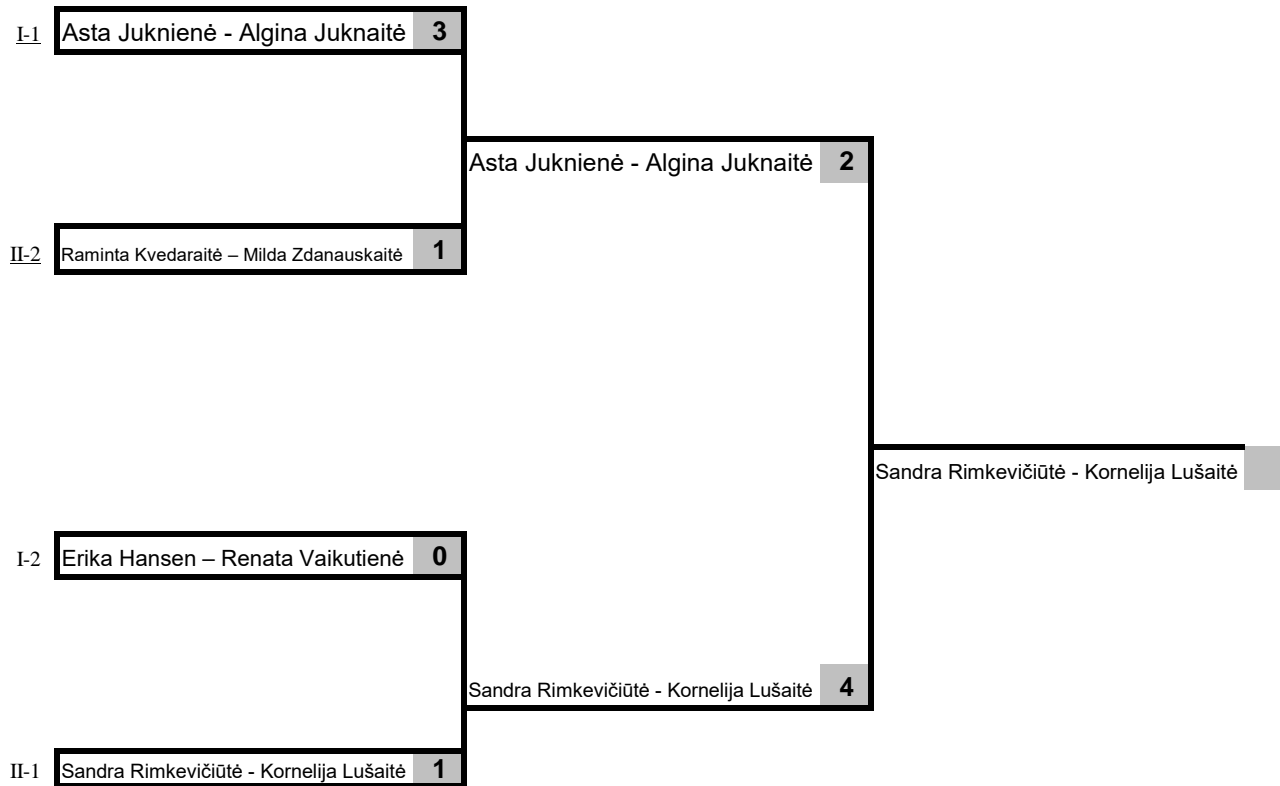 I-1 Asta Juknienė - Algina Juknaitė 3
Asta Juknienė - Algina Juknaitė 2
II-2 Raminta Kvedaraitė – Milda Zdanauskaitė 1
Sandra Rimkevičiūtė - Kornelija Lušaitė
I-2 Erika Hansen – Renata Vaikutienė 0
Sandra Rimkevičiūtė - Kornelija Lušaitė 4
II-1 Sandra Rimkevičiūtė - Kornelija Lušaitė 1